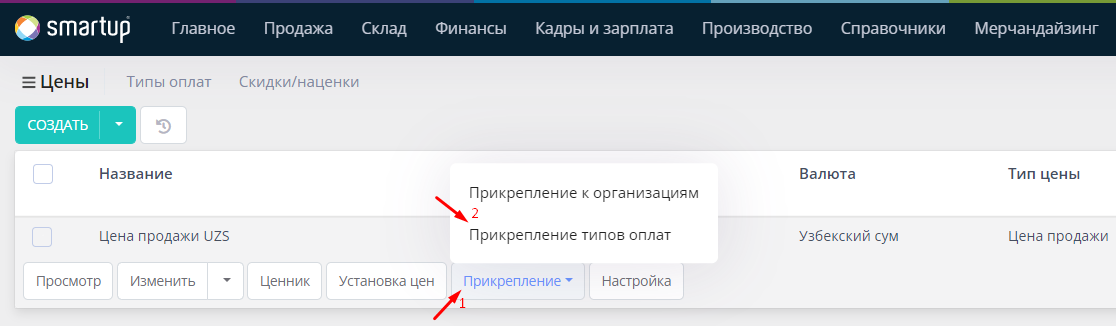 smartup Главное Продажа Склад Финансы Кадры и зарплата Производство Справочники Мерчандайзинг
Цены Типы оплат Скидки/наценки
СОЗДАТЬ
Название Валюта Тип цены
Прикрепление к организациям
2
Прикрепление типов оплат
Цена продажи UZS Узбекский сум Цена продажи
Просмотр Изменить Ценник Установка цен Прикрепление Настройка
1